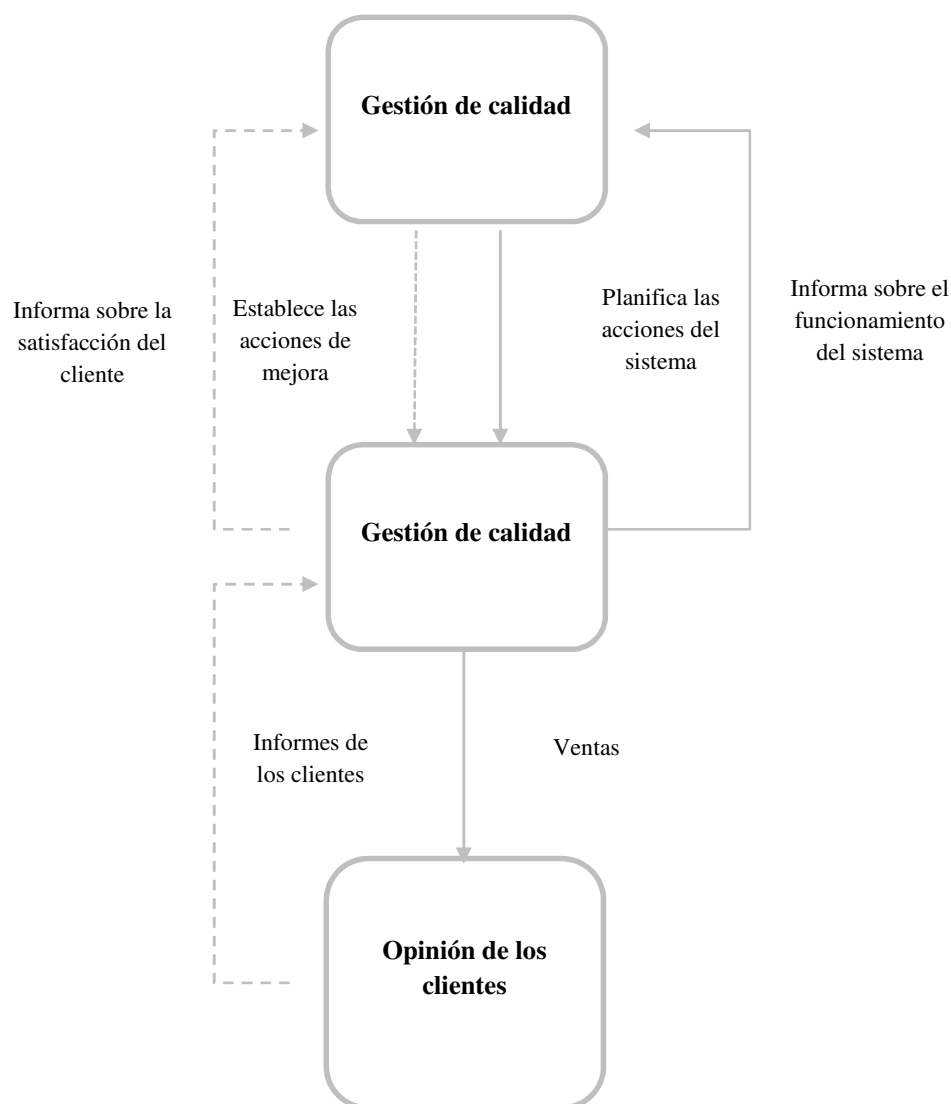 Gestión de calidad
Informa sobre la
satisfacción del
cliente
Establece las
acciones de
mejora
Planifica las
acciones del
sistema
Informa sobre el
funcionamiento
del sistema
Gestión de calidad
Informes de
los clientes
Ventas
Opinión de los
clientes